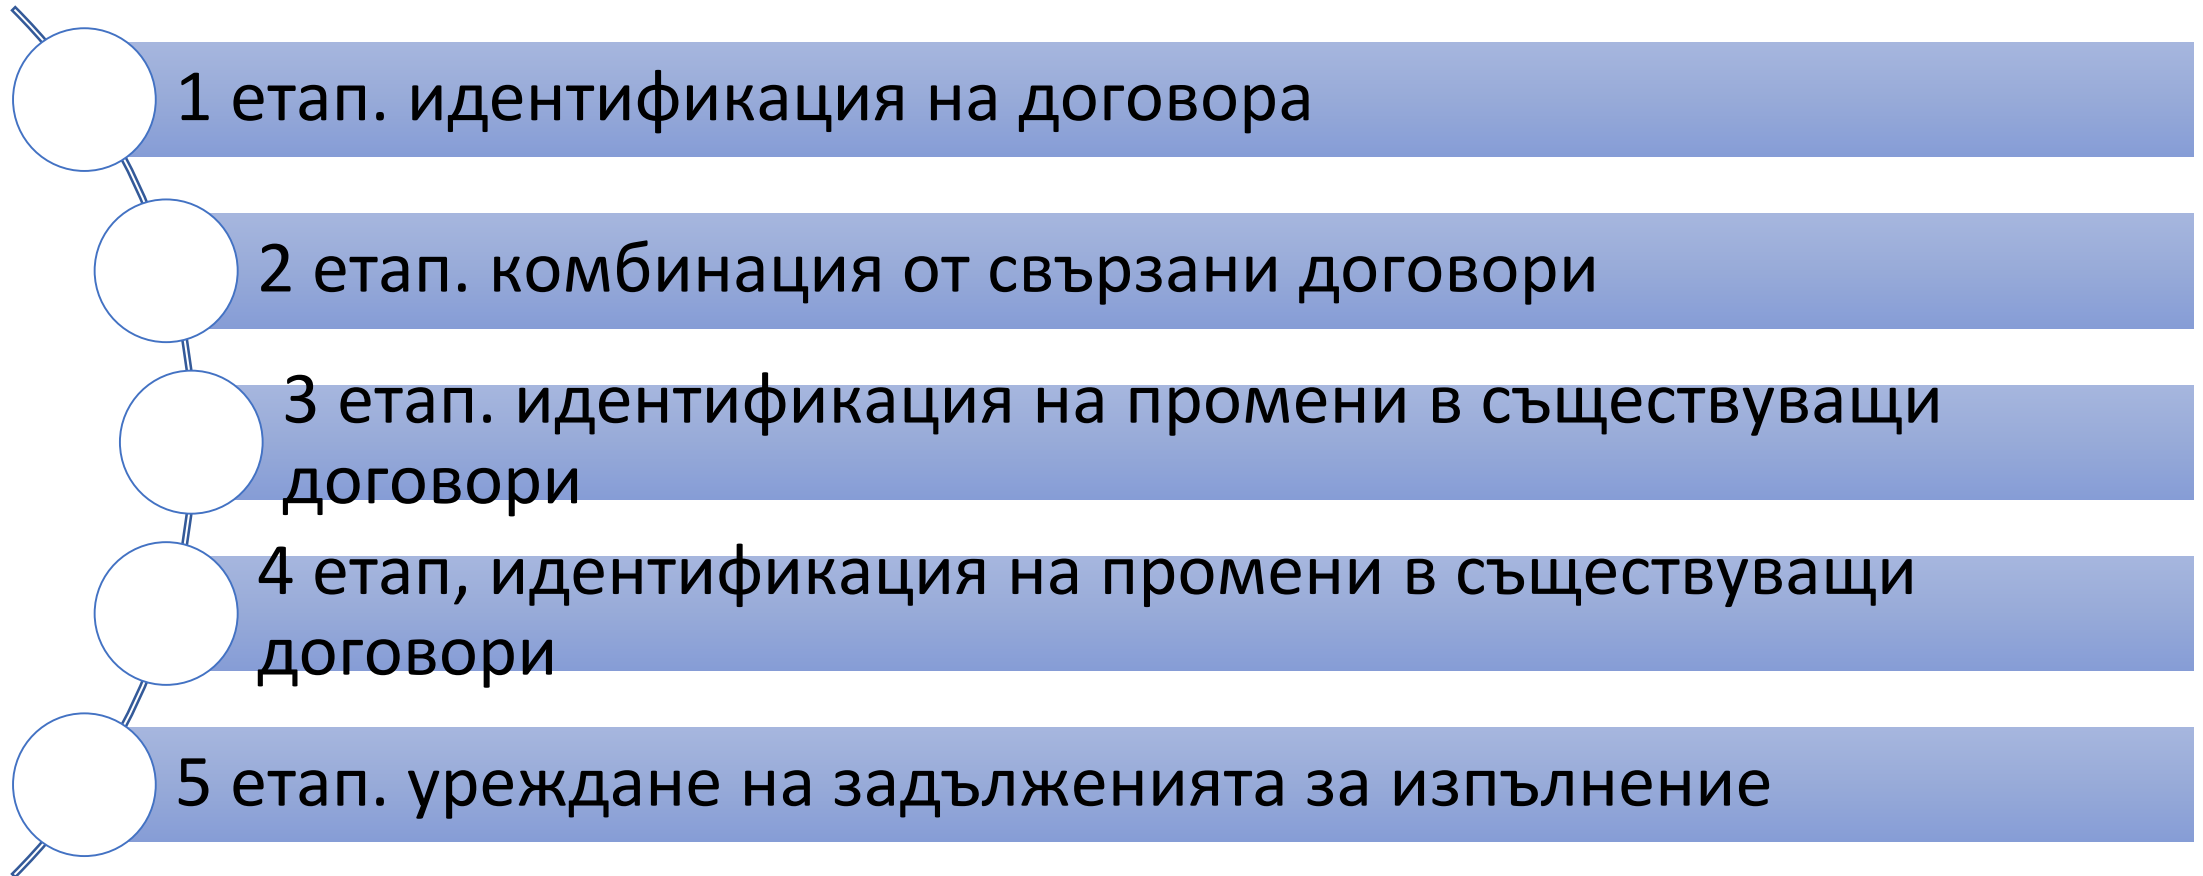 1 етап. идентификация на договора
2 етап. комбинация от свързани договори
3 етап. идентификация на промени в съществуващи
договори
4 етап, идентификация на промени в съществуващи
договори
5 етап. уреждане на задълженията за изпълнение